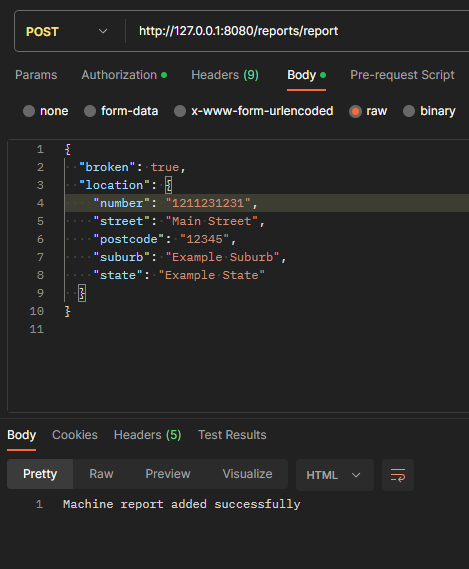 POST http://127.0.0.1:8080/reports/report
Params Authorization Headers (9) Body Pre-request Script
none form-data x-www-form-urlencoded raw binary
1 {
2 "broken": true,
3 "location": {
4 "number": "1211231231",
5 "street": "Main Street",
6 "postcode": "12345",
7 "suburb": "Example Suburb",
8 "state": "Example State"
9 }
10 }
11
Body Cookies Headers (5) Test Results
Pretty Raw Preview Visualize HTML
1 Machine report added successfully